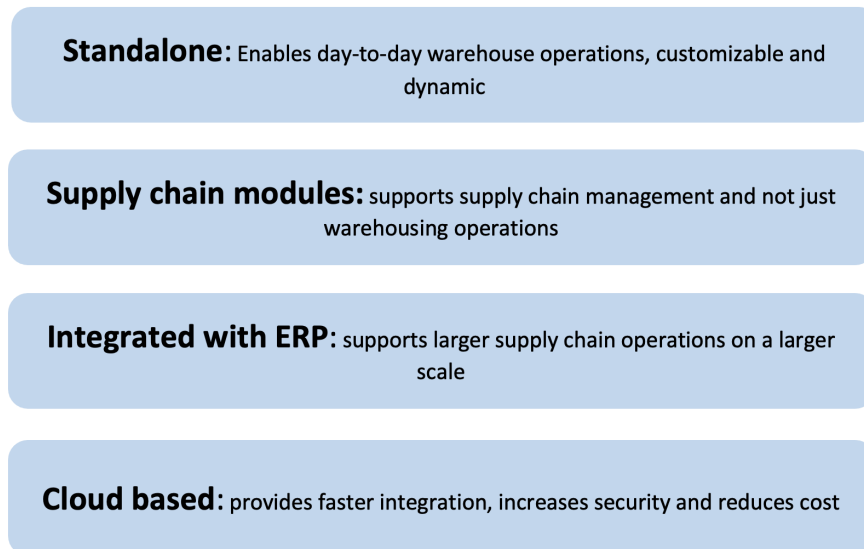 Standalone: Enables day-to-day warehouse operations, customizable and
dynamic
Supply chain modules: supports supply chain management and not just
warehousing operations
Integrated with ERP: supports larger supply chain operations on a larger
scale
Cloud based: provides faster integration, increases security and reduces cost